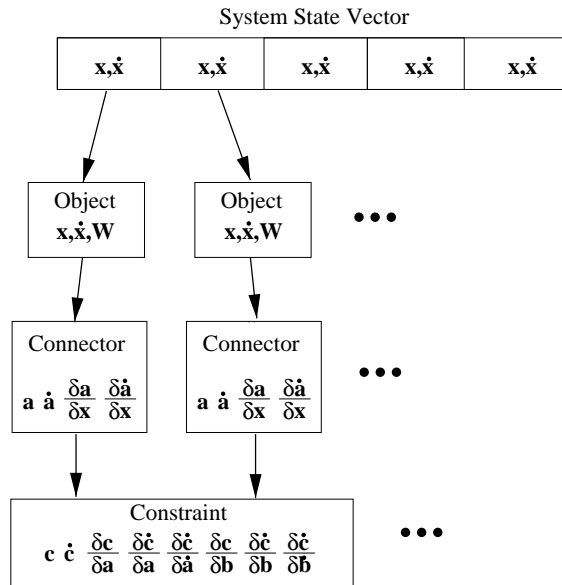 System State Vector
x,ẋ x,ẋ x,ẋ x,ẋ x,ẋ
Object Object
x,ẋ,W x,ẋ,W •••
Connector Connector
a ȧ δa/δx δȧ/δx a ȧ δa/δx δȧ/δx •••
Constraint
c ċ δc/δa δċ/δa δċ/δȧ δc/δb δċ/δb δċ/δḃ •••